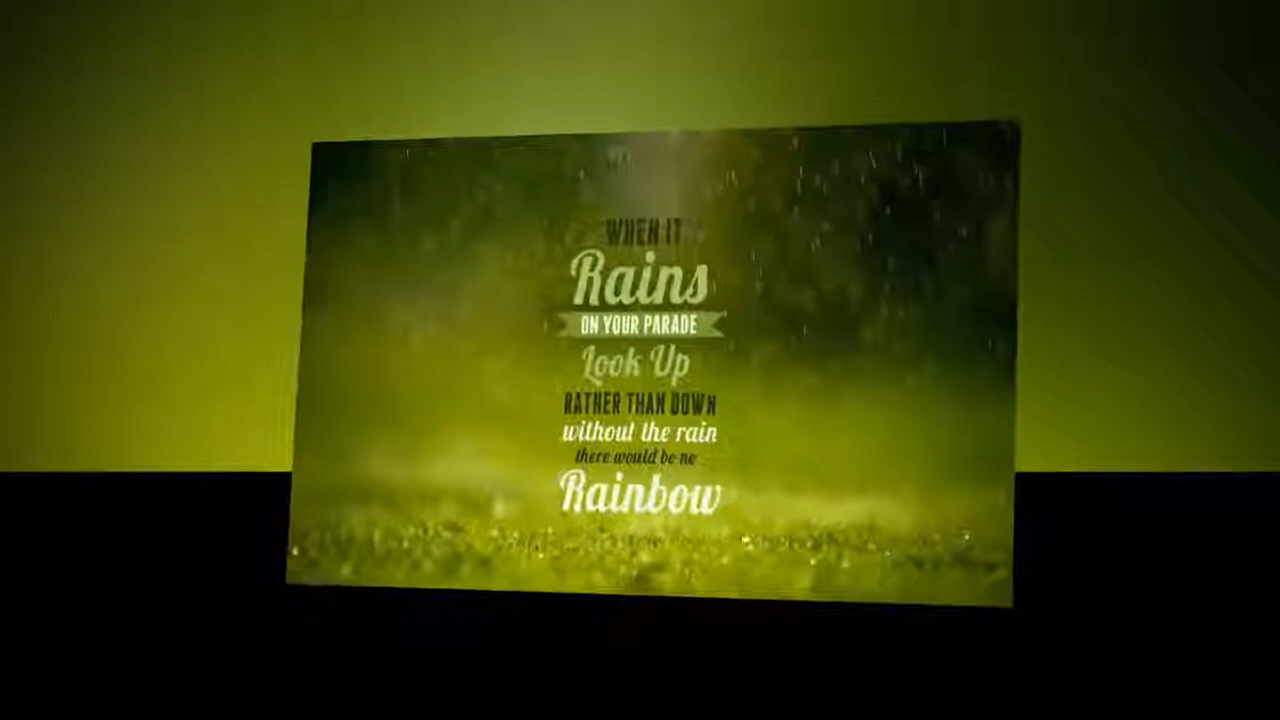 WHEN IT
Rains
ON YOUR PARADE
Look Up
RATHER THAN DOWN
without the rain
there would be no
Rainbow